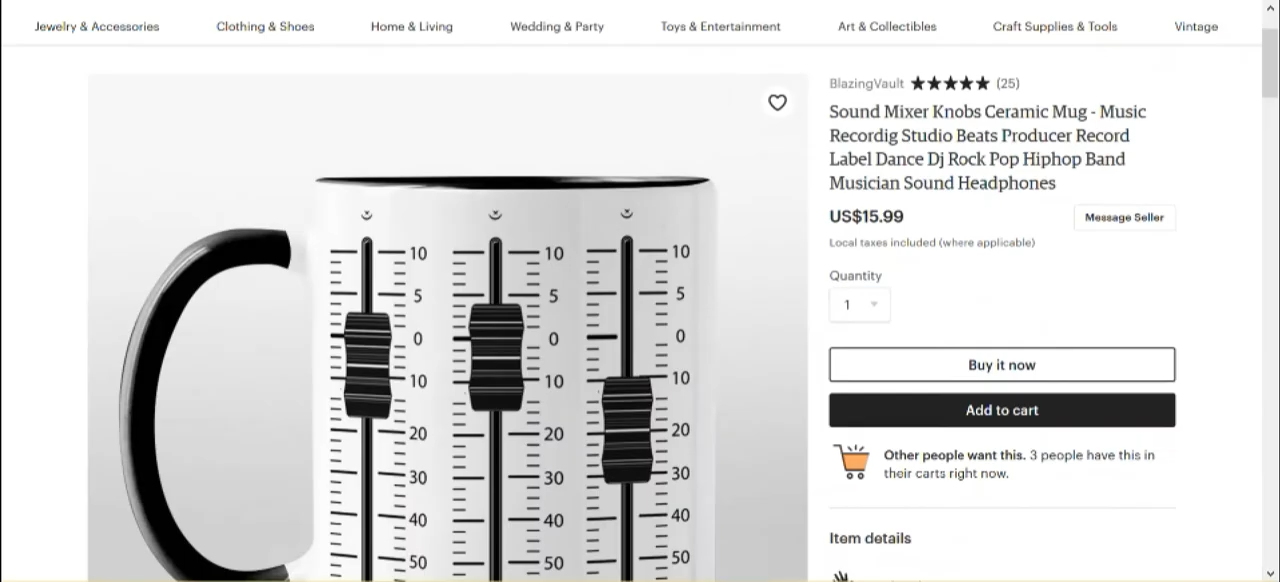 Jewelry & Accessories Clothing & Shoes Home & Living Wedding & Party Toys & Entertainment Art & Collectibles Craft Supplies & Tools Vintage
BlazingVault ★★★★★ (25)
Sound Mixer Knobs Ceramic Mug - Music
Recordig Studio Beats Producer Record
Label Dance Dj Rock Pop Hiphop Band
Musician Sound Headphones
US$15.99 Message Seller
Local taxes included (where applicable)
Quantity
1
Buy it now
Add to cart
Other people want this. 3 people have this in
their carts right now.
Item details
10 10 10
5 5 5
0 0 0
10 10 10
20 20 20
30 30 30
40 40 40
50 50 50